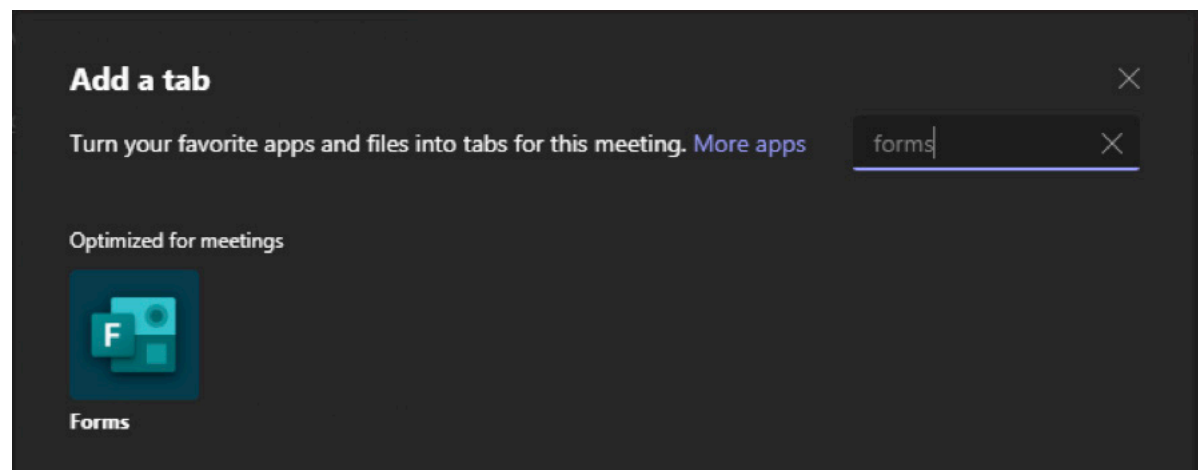 Add a tab
Turn your favorite apps and files into tabs for this meeting. More apps
forms
Optimized for meetings
F
Forms